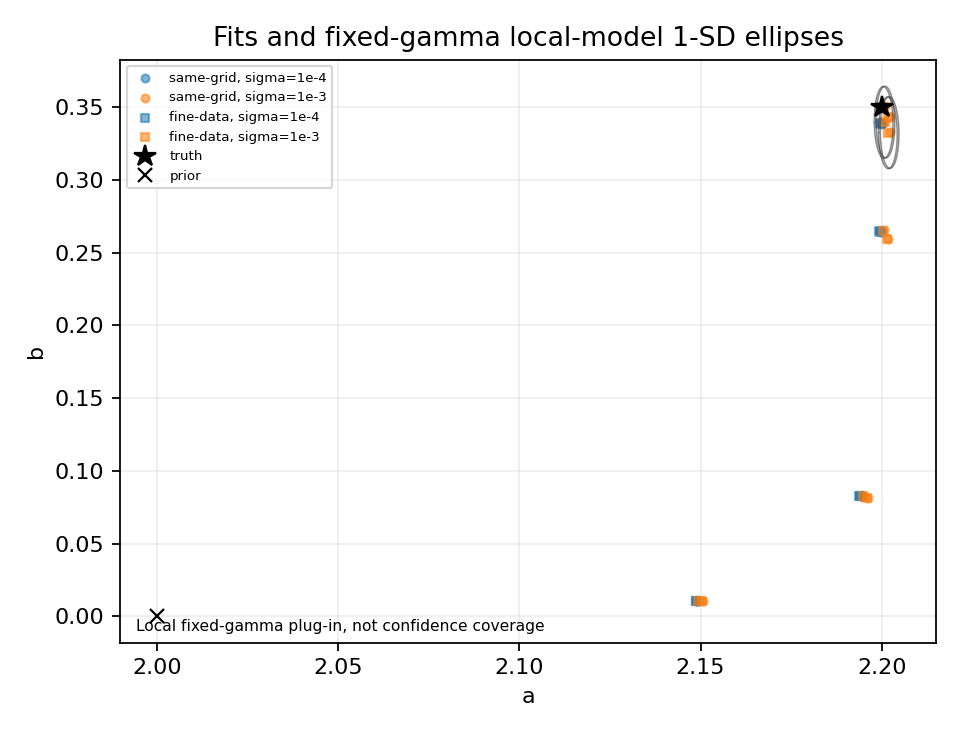 Fits and fixed-gamma local-model 1-SD ellipses
same-grid, sigma=1e-4
same-grid, sigma=1e-3
fine-data, sigma=1e-4
fine-data, sigma=1e-3
truth
prior
0.35
0.30
0.25
0.20
0.15
0.10
0.05
0.00
b
Local fixed-gamma plug-in, not confidence coverage
2.00 2.05 2.10 2.15 2.20
a